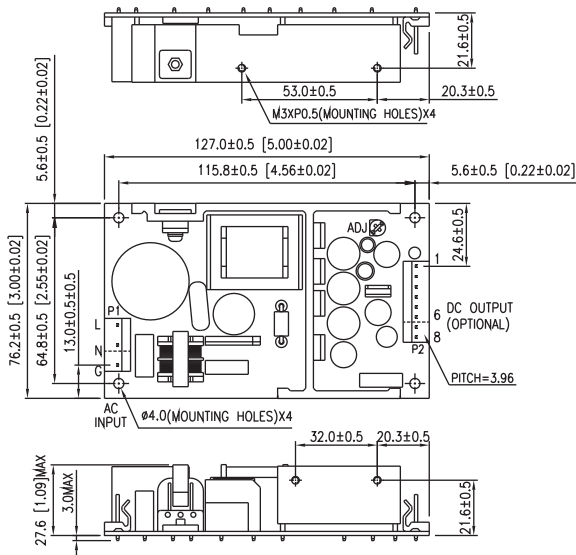 21.6±0.5
53.0±0.5
20.3±0.5
M3XP0.5(MOUNTING HOLES)X4
5.6±0.5 [0.22±0.02]
127.0±0.5 [5.00±0.02]
115.8±0.5 [4.56±0.02]
5.6±0.5 [0.22±0.02]
76.2±0.5 [3.00±0.02]
64.8±0.5 [2.55±0.02]
13.0±0.5±0.5
P1
L
N
G
ADJ
24.6±0.5
1
6
8
P2
DC OUTPUT
(OPTIONAL)
PITCH=3.96
AC
INPUT
ø4.0(MOUNTING HOLES)X4
32.0±0.5
20.3±0.5
27.6 [1.09]MAX
3.0MAX
21.6±0.5